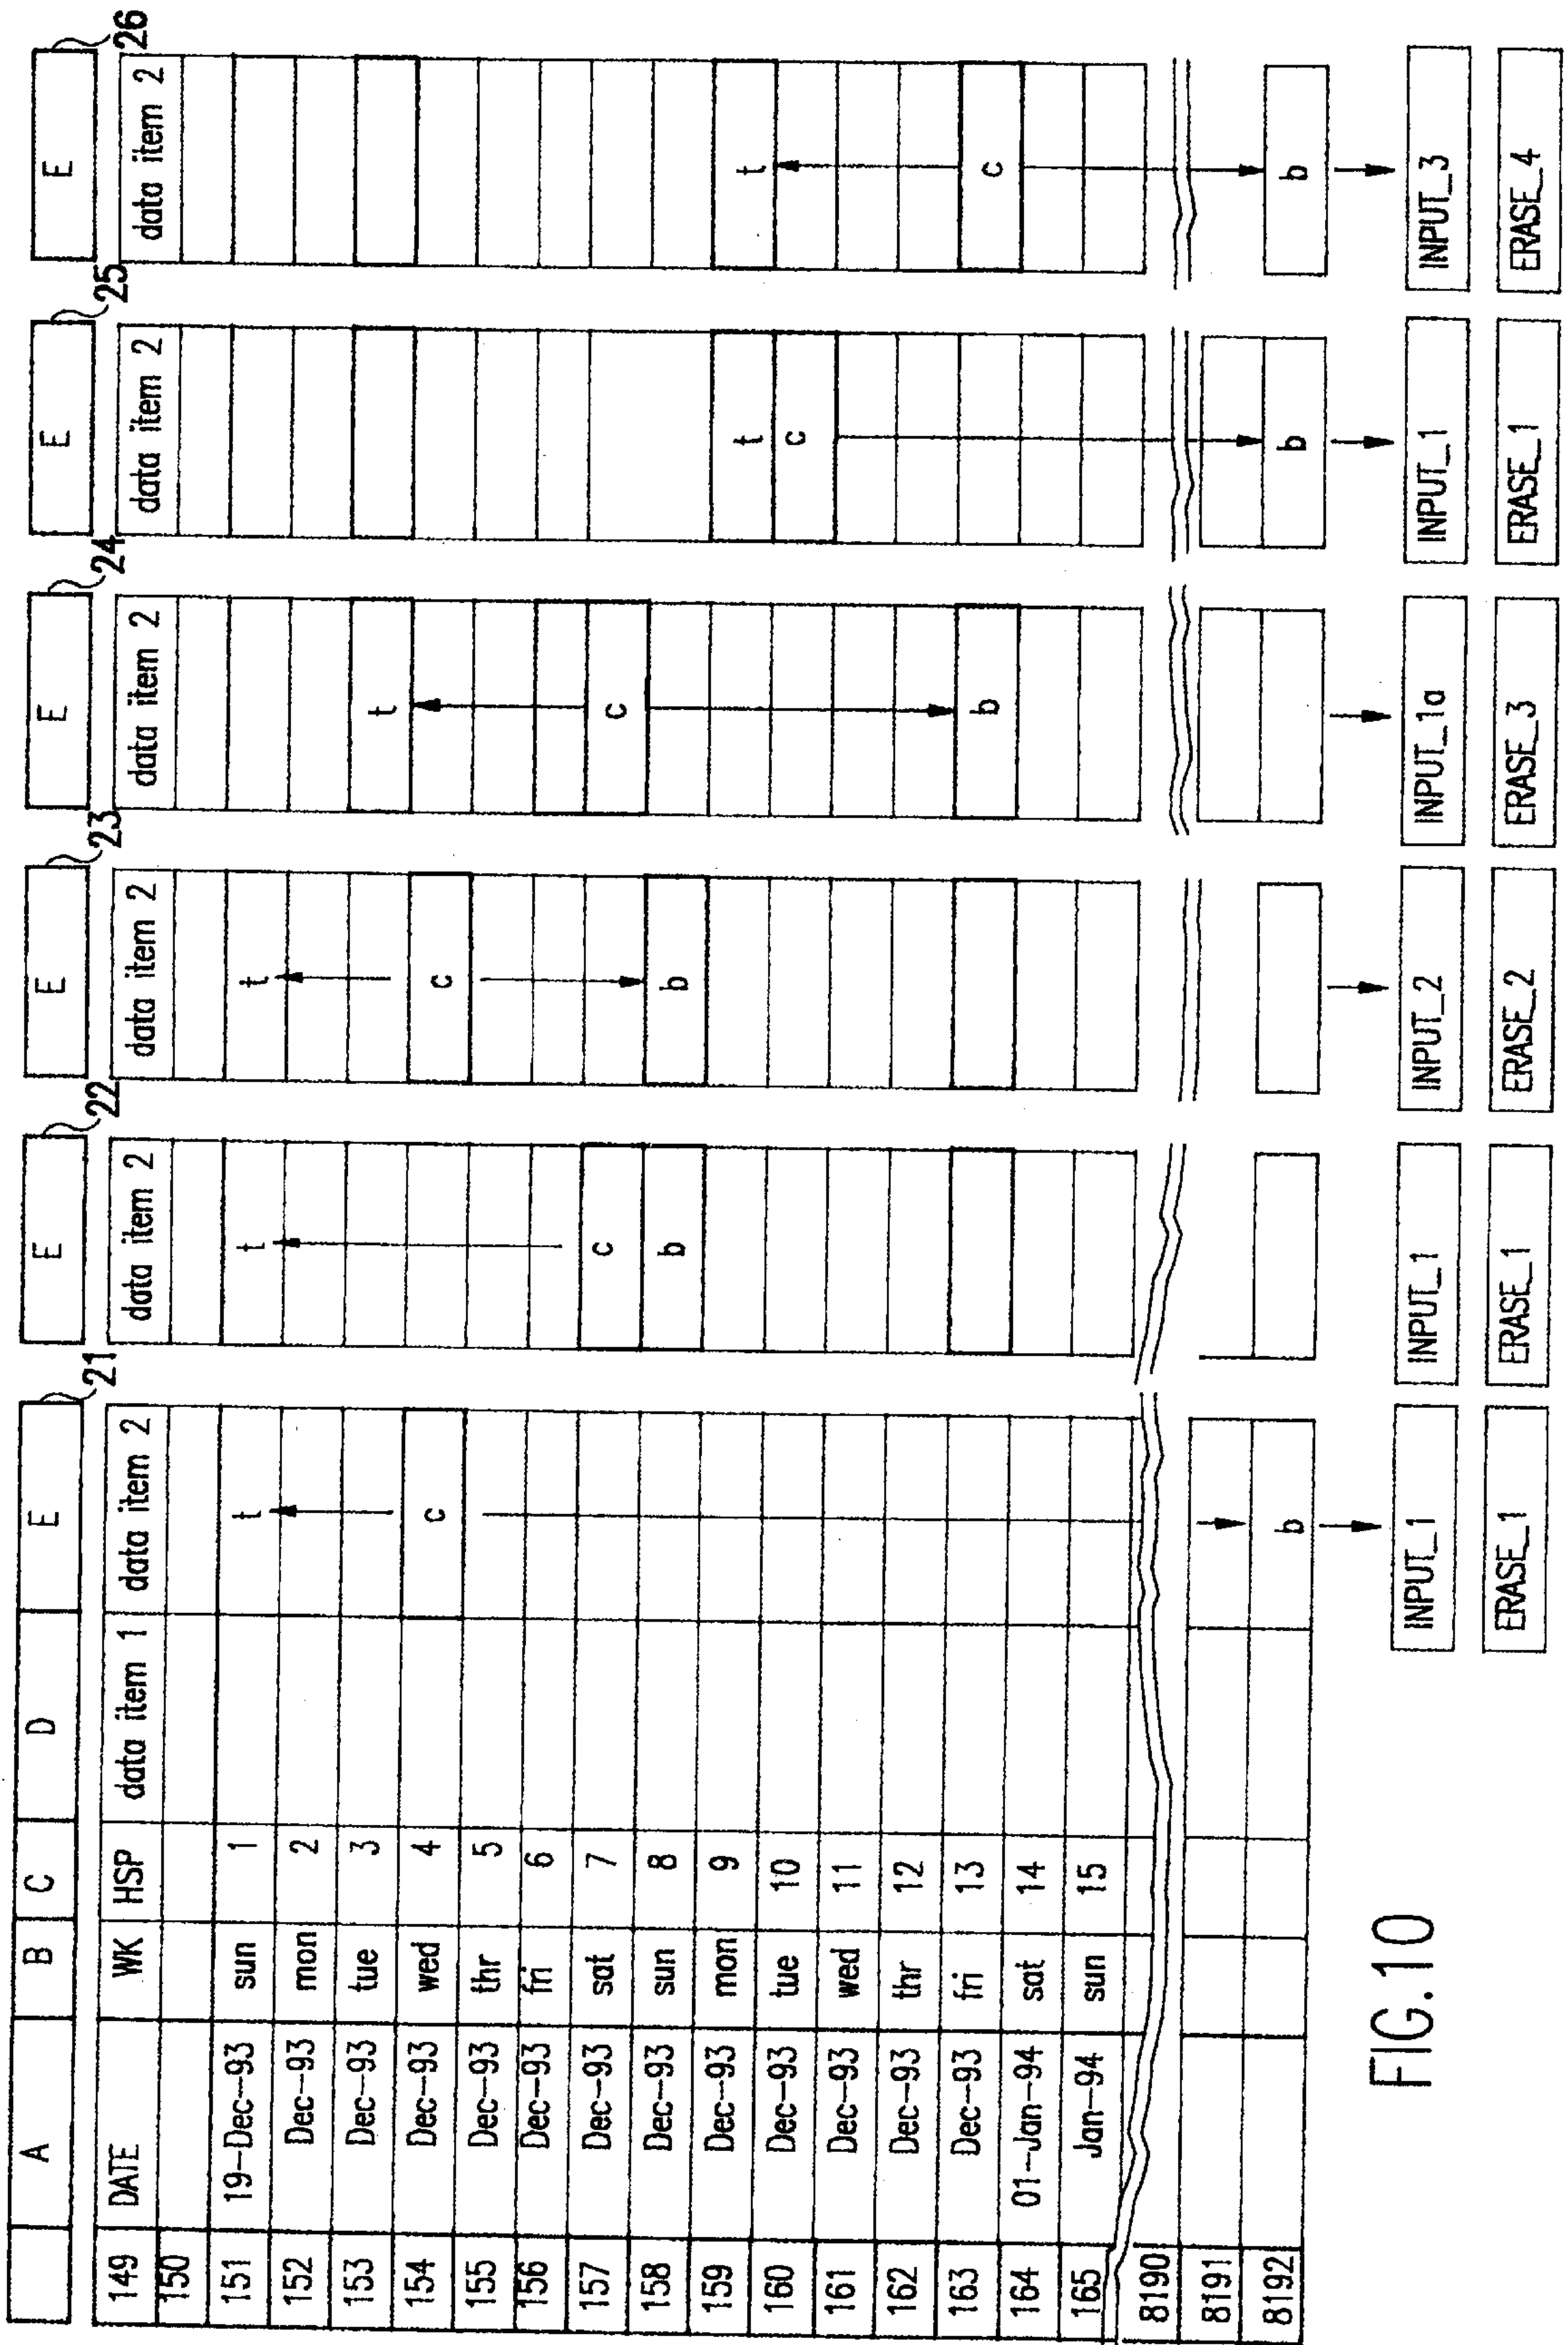 A B C D E E E E E E
21 22 23 24 25 26
149 DATE WK HSP data item 1 data item 2 data item 2 data item 2 data item 2 data item 2 data item 2
150
151 19-Dec-93 sun 1 t t t
152 Dec-93 mon 2
153 Dec-93 tue 3 t
154 Dec-93 wed 4 c c
155 Dec-93 thr 5
156 Dec-93 fri 6
157 Dec-93 sat 7 c c
158 Dec-93 sun 8 b b
159 Dec-93 mon 9 t t
160 Dec-93 tue 10 c
161 Dec-93 wed 11
162 Dec-93 thr 12
163 Dec-93 fri 13 b c
164 01-Jan-94 sat 14
165 Jan-94 sun 15
8190
8191
8192 b b b
INPUT_1 INPUT_1 INPUT_2 INPUT_1a INPUT_1 INPUT_3
ERASE_1 ERASE_1 ERASE_2 ERASE_3 ERASE_1 ERASE_4
FIG.10